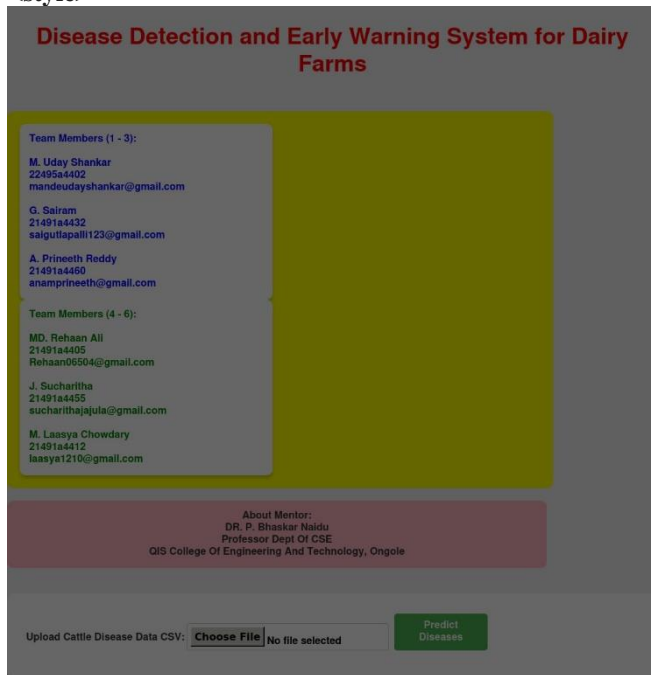 Disease Detection and Early Warning System for Dairy
Farms
Team Members (1 - 3):
M. Uday Shankar
22495a4402
mandeudayshankar@gmail.com
G. Sairam
21491a4432
saigutlapalli123@gmail.com
A. Prineeth Reddy
21491a4460
anamprineeth@gmail.com
Team Members (4 - 6):
MD. Rehaan Ali
21491a4405
Rehaan06504@gmail.com
J. Sucharitha
21491a4455
sucharithajajula@gmail.com
M. Laasya Chowdary
21491a4412
laasya1210@gmail.com
About Mentor:
DR. P. Bhaskar Naidu
Professor Dept Of CSE
QIS College Of Engineering And Technology, Ongole
Upload Cattle Disease Data CSV: Choose File No file selected
Predict
Diseases